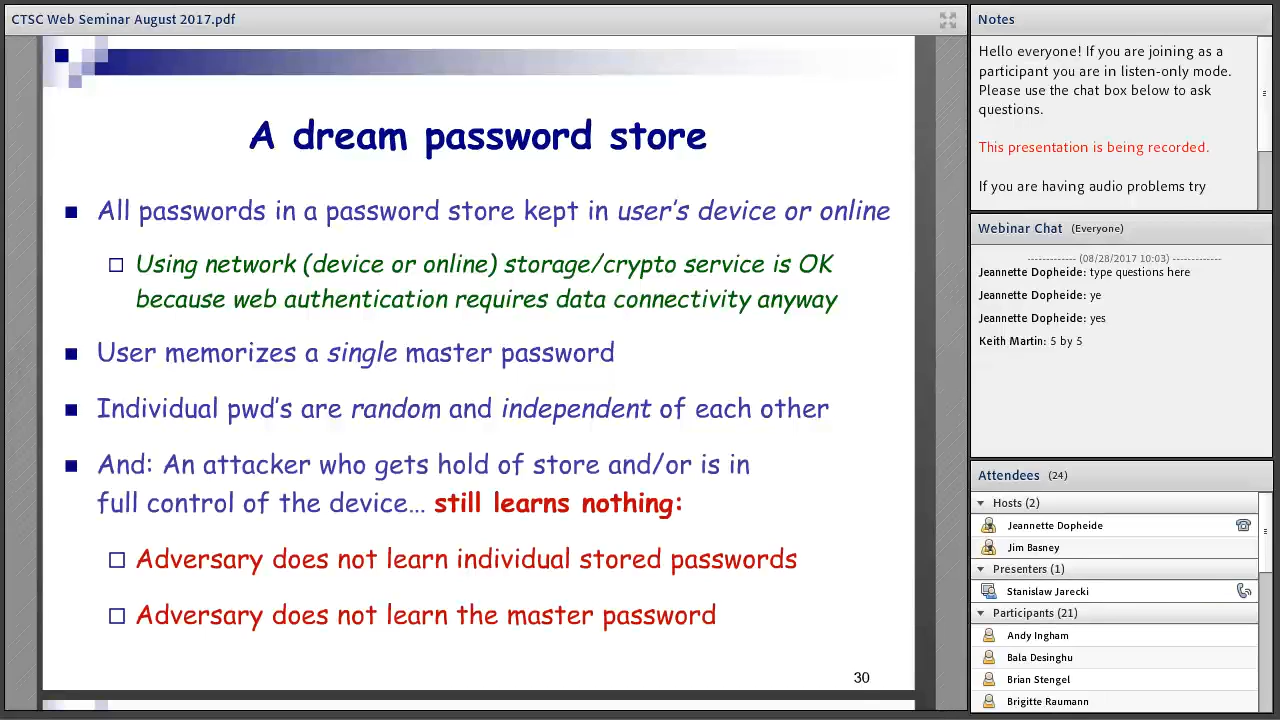 CTSC Web Seminar August 2017.pdf
A dream password store
All passwords in a password store kept in user's device or online
Using network (device or online) storage/crypto service is OK
because web authentication requires data connectivity anyway
User memorizes a single master password
Individual pwd's are random and independent of each other
And: An attacker who gets hold of store and/or is in
full control of the device... still learns nothing:
Adversary does not learn individual stored passwords
Adversary does not learn the master password
30
Notes
Hello everyone! If you are joining as a
participant you are in listen-only mode.
Please use the chat box below to ask
questions.
This presentation is being recorded.
If you are having audio problems try
Webinar Chat (Everyone)
------------- (08/28/2017 10:03) -------------
Jeannette Dopheide: type questions here
Jeannette Dopheide: ye
Jeannette Dopheide: yes
Keith Martin: 5 by 5
Attendees (24)
Hosts (2)
Jeannette Dopheide
Jim Basney
Presenters (1)
Stanislaw Jarecki
Participants (21)
Andy Ingham
Bala Desinghu
Brian Stengel
Brigitte Raumann